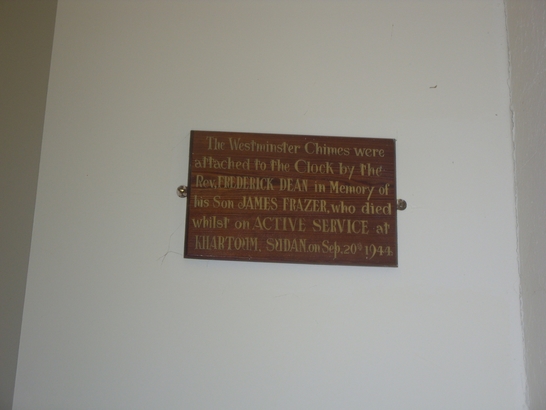 The Westminster Chimes were
attached to the Clock by the
Rev, FREDERICK DEAN in Memory of
his Son JAMES FRAZER, who died
whilst on ACTIVE SERVICE at
KHARTOUM, SUDAN. on Sep. 20th 1944.